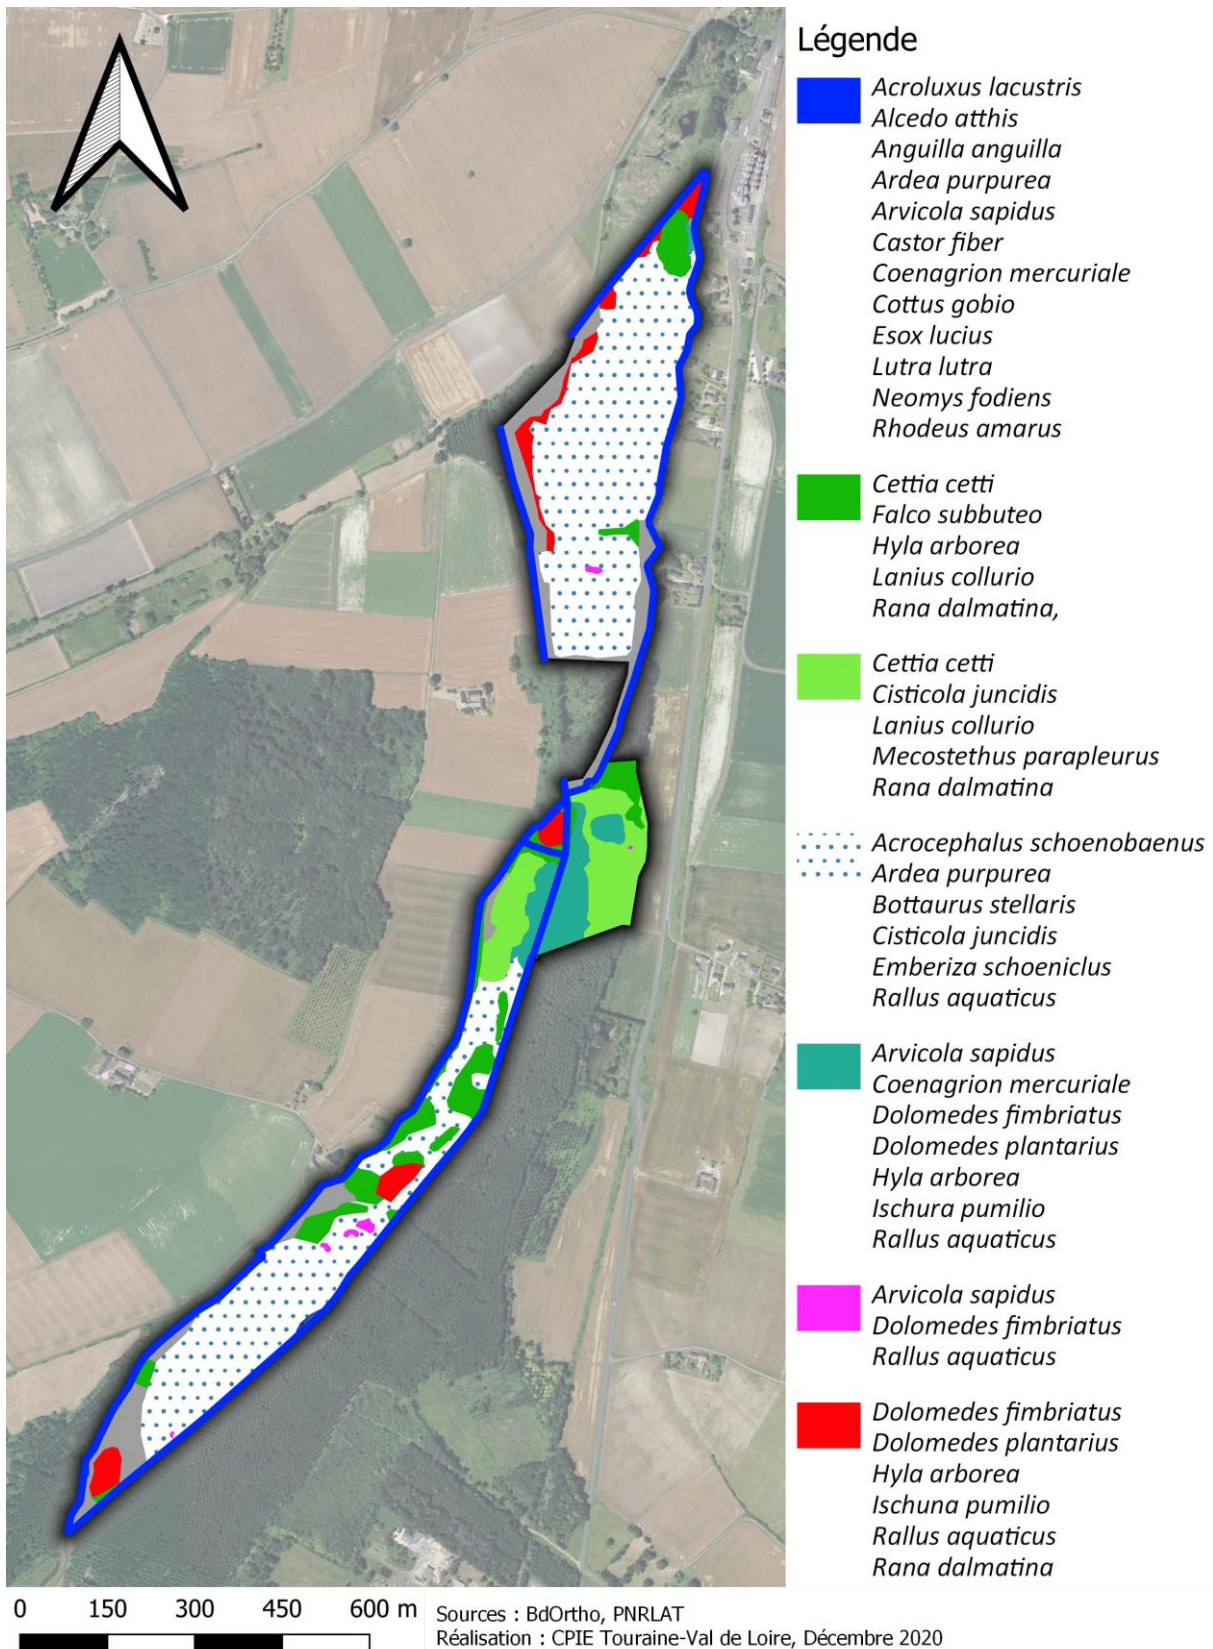 Légende
Acroluxus lacustris
Alcedo atthis
Anguilla anguilla
Ardea purpurea
Arvicola sapidus
Castor fiber
Coenagrion mercuriale
Cottus gobio
Esox lucius
Lutra lutra
Neomys fodiens
Rhodeus amarus
Cettia cetti
Falco subbuteo
Hyla arborea
Lanius collurio
Rana dalmatina,
Cettia cetti
Cisticola juncidis
Lanius collurio
Mecostethus parapleurus
Rana dalmatina
Acrocephalus schoenobaenus
Ardea purpurea
Bottaurus stellaris
Cisticola juncidis
Emberiza schoeniclus
Rallus aquaticus
Arvicola sapidus
Coenagrion mercuriale
Dolomedes fimbriatus
Dolomedes plantarius
Hyla arborea
Ischura pumilio
Rallus aquaticus
Arvicola sapidus
Dolomedes fimbriatus
Rallus aquaticus
Dolomedes fimbriatus
Dolomedes plantarius
Hyla arborea
Ischuna pumilio
Rallus aquaticus
Rana dalmatina
0 150 300 450 600 m
Sources : BdOrtho, PNRLAT
Réalisation : CPIE Touraine-Val de Loire, Décembre 2020